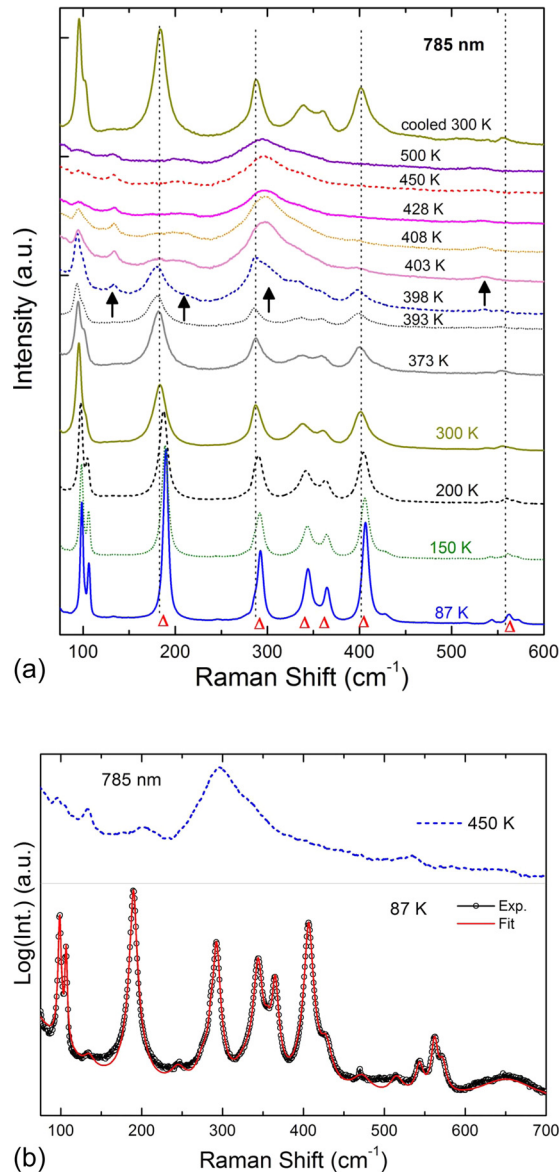 785 nm
cooled 300 K
500 K
450 K
428 K
408 K
403 K
398 K
393 K
373 K
300 K
200 K
150 K
87 K
Δ Δ Δ Δ Δ Δ
Intensity (a.u.)
100 200 300 400 500 600
(a) Raman Shift (cm⁻¹)
785 nm
450 K
87 K
Exp.
Fit
Log(Int.) (a.u.)
100 200 300 400 500 600 700
(b) Raman Shift (cm⁻¹)